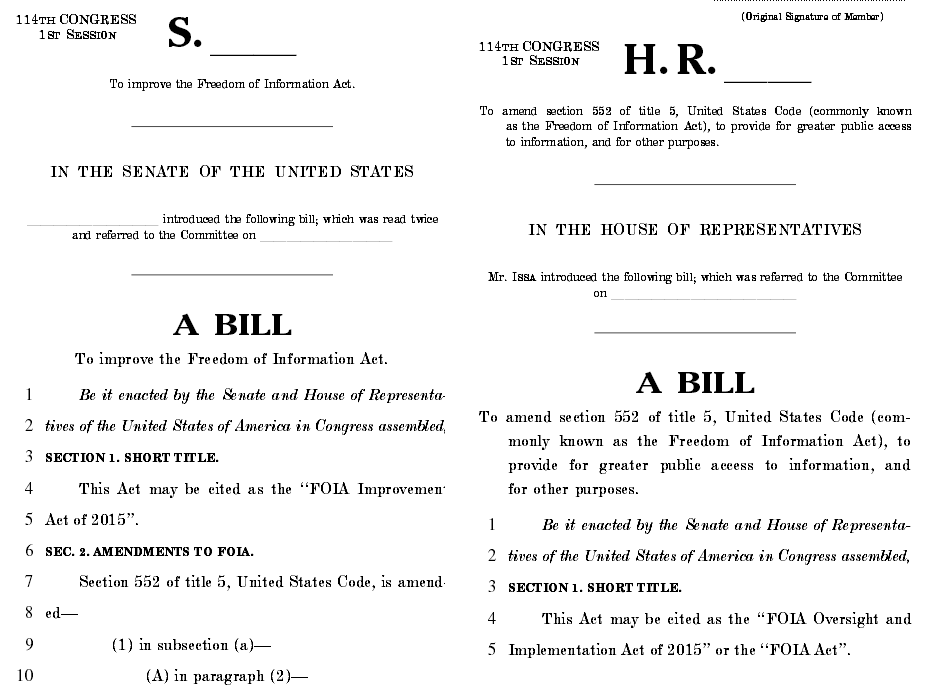 114TH CONGRESS
1ST SESSION
S. ______
To improve the Freedom of Information Act.
IN THE SENATE OF THE UNITED STATES
____________________ introduced the following bill; which was read twice
and referred to the Committee on ____________________
A BILL
To improve the Freedom of Information Act.
1 Be it enacted by the Senate and House of Representa-
2 tives of the United States of America in Congress assembled,
3 SECTION 1. SHORT TITLE.
4 This Act may be cited as the “FOIA Improvemen
5 Act of 2015”.
6 SEC. 2. AMENDMENTS TO FOIA.
7 Section 552 of title 5, United States Code, is amend-
8 ed—
9 (1) in subsection (a)—
10 (A) in paragraph (2)—
(Original Signature of Member)
114TH CONGRESS
1ST SESSION
H. R. ______
To amend section 552 of title 5, United States Code (commonly known
as the Freedom of Information Act), to provide for greater public access
to information, and for other purposes.
IN THE HOUSE OF REPRESENTATIVES
Mr. ISSA introduced the following bill; which was referred to the Committee
on ____________________
A BILL
To amend section 552 of title 5, United States Code (com-
monly known as the Freedom of Information Act), to
provide for greater public access to information, and
for other purposes.
1 Be it enacted by the Senate and House of Representa-
2 tives of the United States of America in Congress assembled,
3 SECTION 1. SHORT TITLE.
4 This Act may be cited as the “FOIA Oversight and
5 Implementation Act of 2015” or the “FOIA Act”.